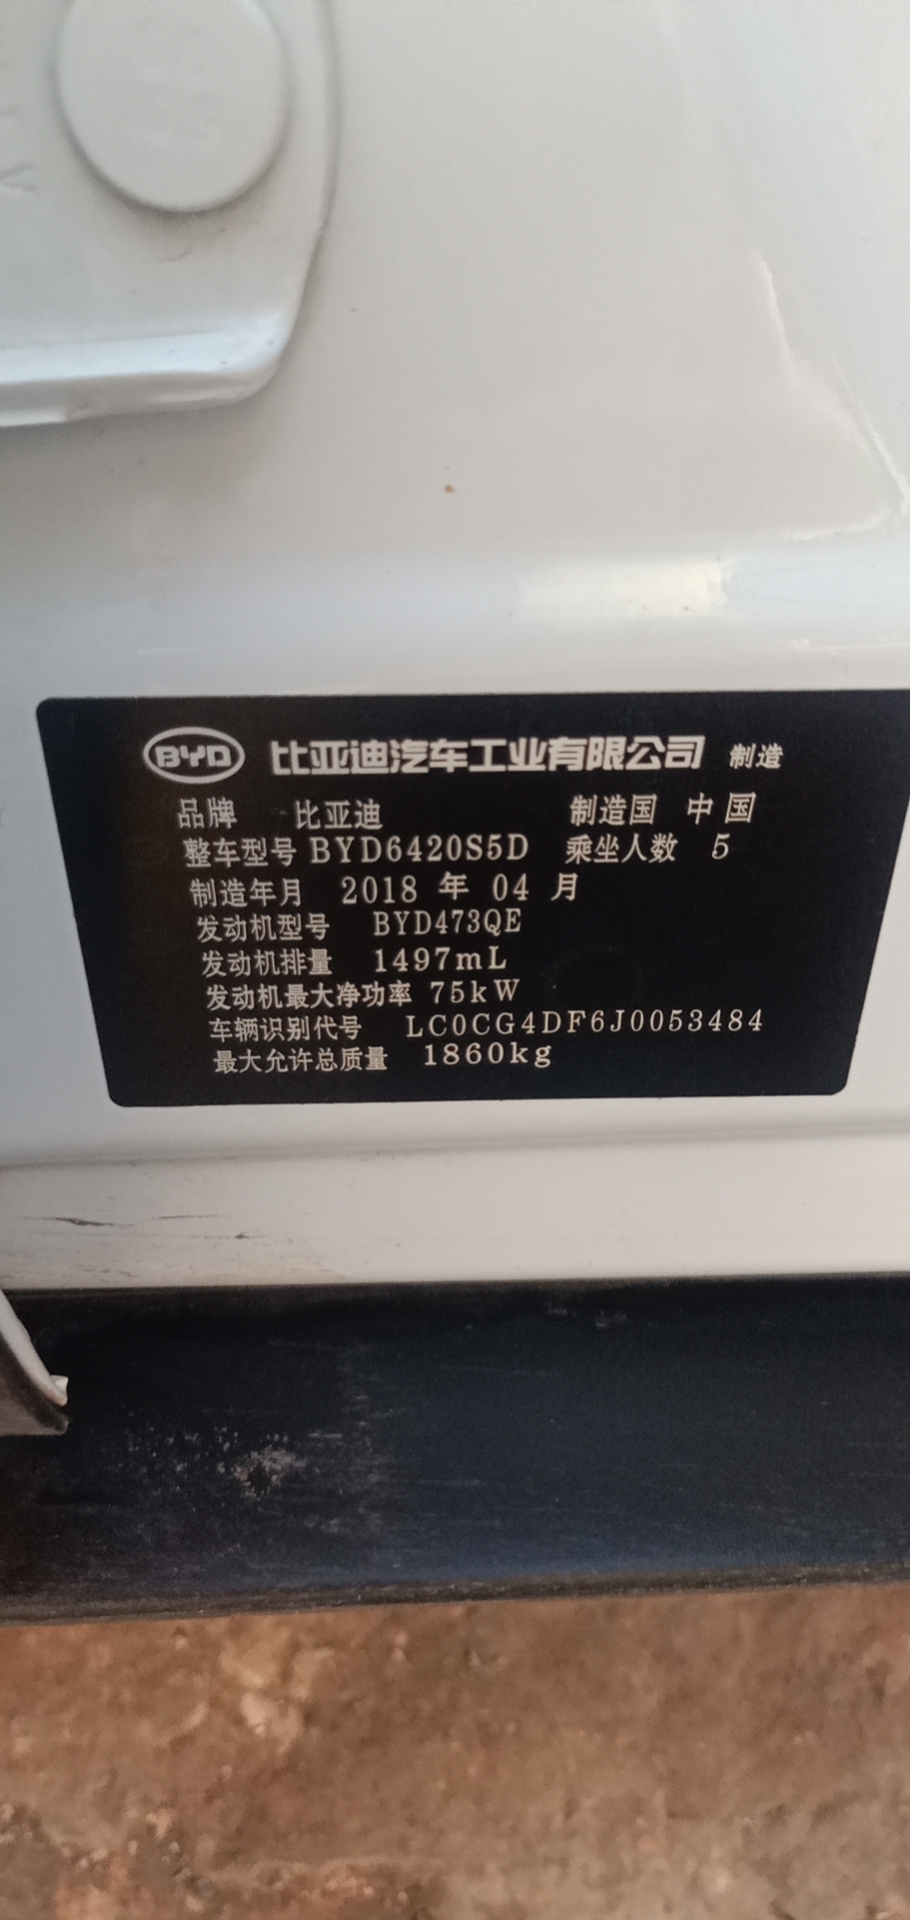 BYD 比亚迪汽车工业有限公司 制造
品牌 比亚迪 制造国 中国
整车型号 BYD6420S5D 乘坐人数 5
制造年月 2018 年 04 月
发动机型号 BYD473QE
发动机排量 1497mL
发动机最大净功率 75kW
车辆识别代号 LC0CG4DF6J0053484
最大允许总质量 1860kg